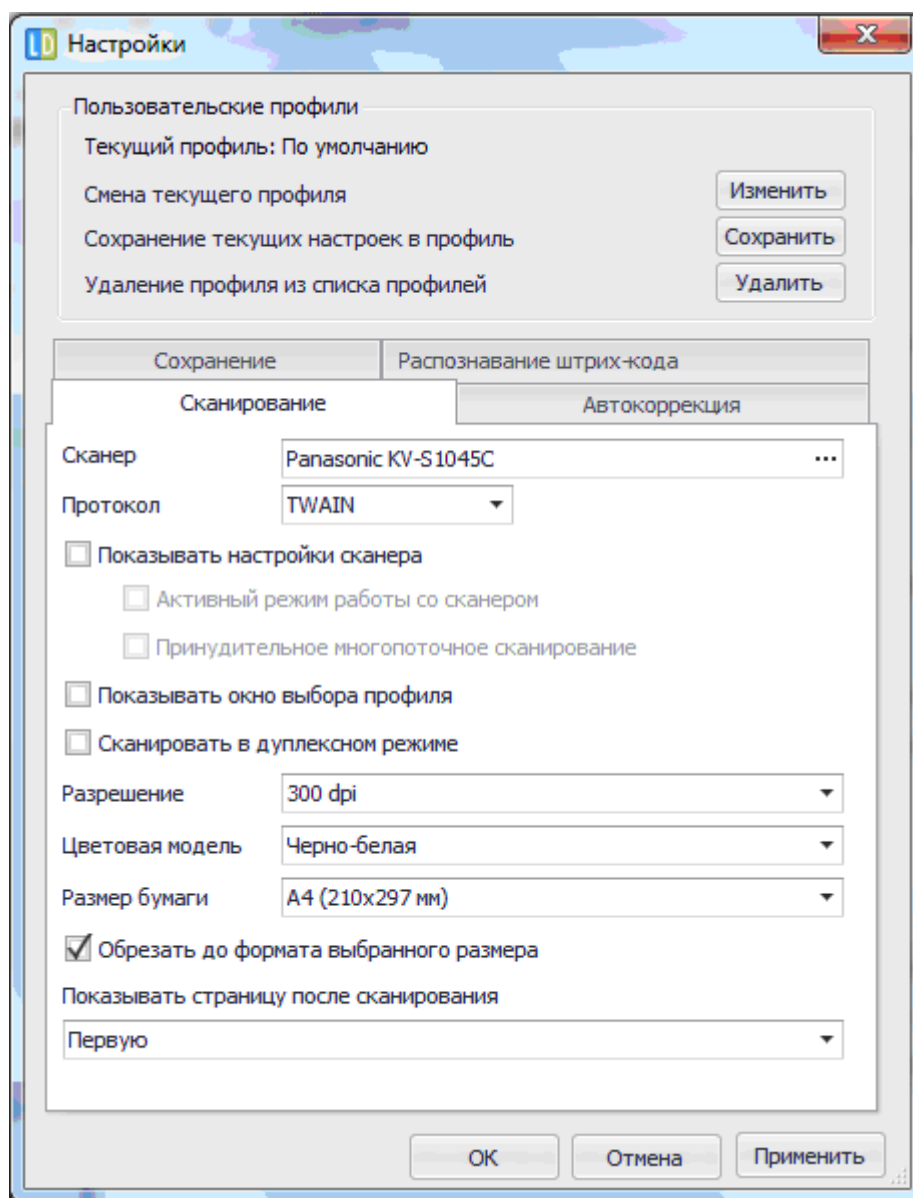 LD Настройки
Пользовательские профили
Текущий профиль: По умолчанию
Смена текущего профиля Изменить
Сохранение текущих настроек в профиль Сохранить
Удаление профиля из списка профилей Удалить
Сохранение Распознавание штрих-кода
Сканирование Автокоррекция
Сканер Panasonic KV-S1045C ...
Протокол TWAIN
Показывать настройки сканера
Активный режим работы со сканером
Принудительное многопоточное сканирование
Показывать окно выбора профиля
Сканировать в дуплексном режиме
Разрешение 300 dpi
Цветовая модель Черно-белая
Размер бумаги A4 (210x297 мм)
Обрезать до формата выбранного размера
Показывать страницу после сканирования
Первую
ОК Отмена Применить